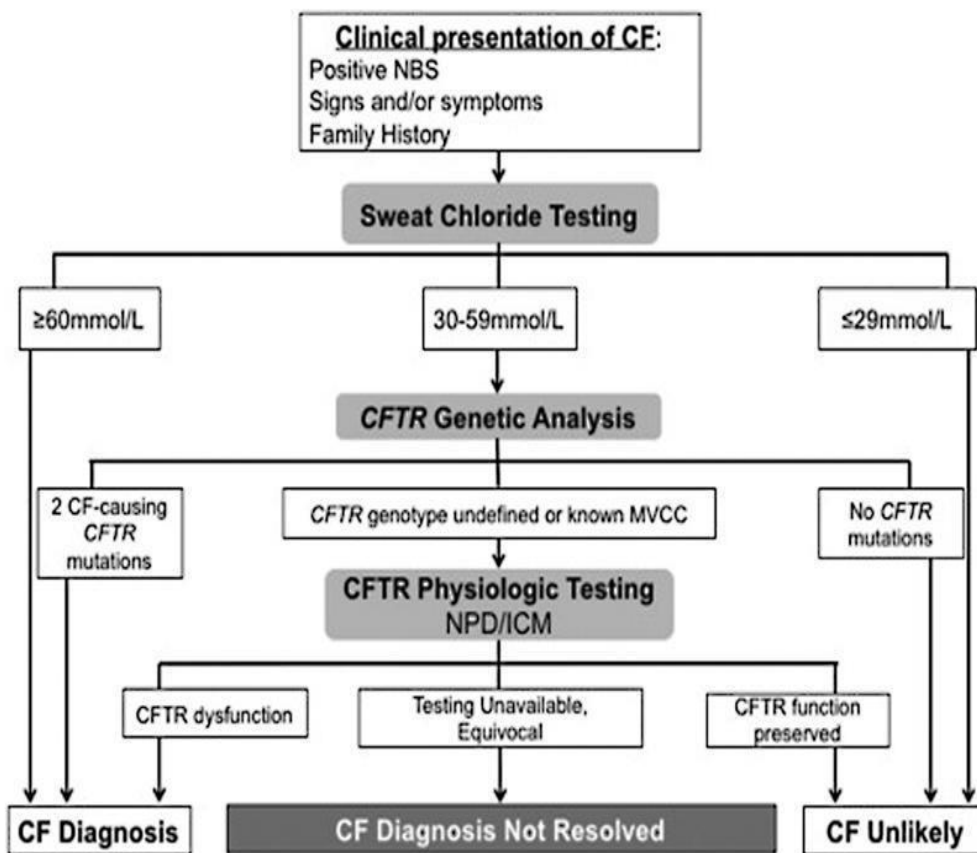 Clinical presentation of CF:
Positive NBS
Signs and/or symptoms
Family History
Sweat Chloride Testing
≥60mmol/L
30-59mmol/L
≤29mmol/L
CFTR Genetic Analysis
2 CF-causing
CFTR
mutations
CFTR genotype undefined or known MVCC
No CFTR
mutations
CFTR Physiologic Testing
NPD/ICM
CFTR dysfunction
Testing Unavailable,
Equivocal
CFTR function
preserved
CF Diagnosis
CF Diagnosis Not Resolved
CF Unlikely